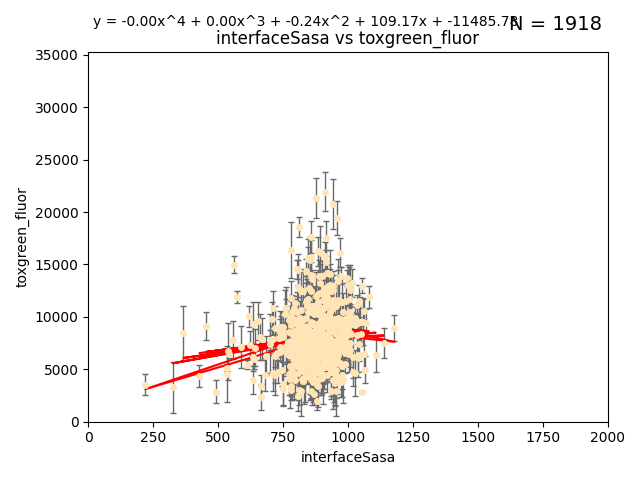 y = -0.00x^4 + 0.00x^3 + -0.24x^2 + 109.17x + -11485.78
N = 1918
interfaceSasa vs toxgreen_fluor
35000
30000
25000
20000
15000
10000
5000
0
toxgreen_fluor
0 250 500 750 1000 1250 1500 1750 2000
interfaceSasa